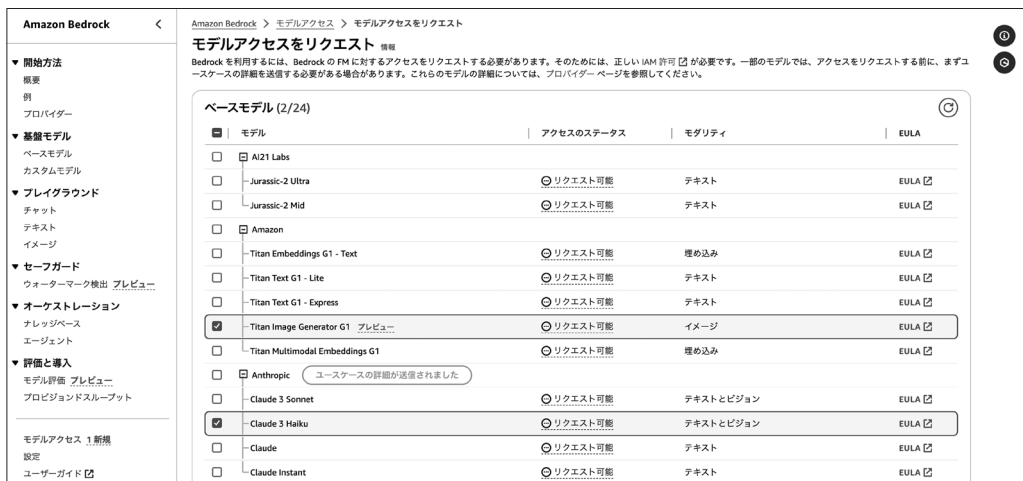 Amazon Bedrock
▼ 開始方法
概要
例
プロバイダー
▼ 基盤モデル
ベースモデル
カスタムモデル
▼ プレイグラウンド
チャット
テキスト
イメージ
▼ セーフガード
ウォーターマーク検出 プレビュー
▼ オーケストレーション
ナレッジベース
エージェント
▼ 評価と導入
モデル評価 プレビュー
プロビジョンドスループット
モデルアクセス 1 新規
設定
ユーザーガイド
Amazon Bedrock > モデルアクセス > モデルアクセスをリクエスト
モデルアクセスをリクエスト 情報
Bedrock を利用するには、Bedrock の FM に対するアクセスをリクエストする必要があります。そのためには、正しい IAM 許可 が必要です。一部のモデルでは、アクセスをリクエストする前に、まずユ
ースケースの詳細を送信する必要がある場合があります。これらのモデルの詳細については、プロバイダー ページを参照してください。
ベースモデル (2/24)
モデル アクセスのステータス モダリティ EULA
AI21 Labs
Jurassic-2 Ultra リクエスト可能 テキスト EULA
Jurassic-2 Mid リクエスト可能 テキスト EULA
Amazon
Titan Embeddings G1 - Text リクエスト可能 埋め込み EULA
Titan Text G1 - Lite リクエスト可能 テキスト EULA
Titan Text G1 - Express リクエスト可能 テキスト EULA
Titan Image Generator G1 プレビュー リクエスト可能 イメージ EULA
Titan Multimodal Embeddings G1 リクエスト可能 埋め込み EULA
Anthropic ユースケースの詳細が送信されました
Claude 3 Sonnet リクエスト可能 テキストとビジョン EULA
Claude 3 Haiku リクエスト可能 テキストとビジョン EULA
Claude リクエスト可能 テキスト EULA
Claude Instant リクエスト可能 テキスト EULA